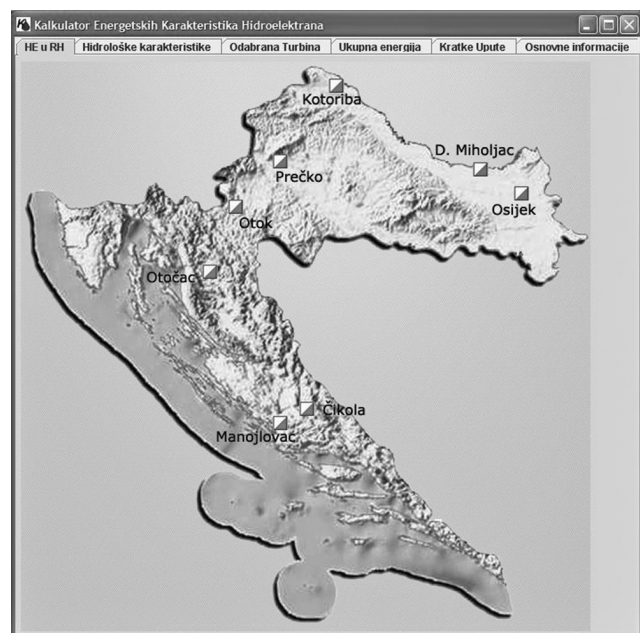 Kalkulator Energetskih Karakteristika Hidroelektrana
HE u RH Hidrološke karakteristike Odabrana Turbina Ukupna energija Kratke Upute Osnovne informacije
Kotoriba
D. Miholjac
Prečko
Osijek
Otok
Otočac
Čikola
Manojlovac